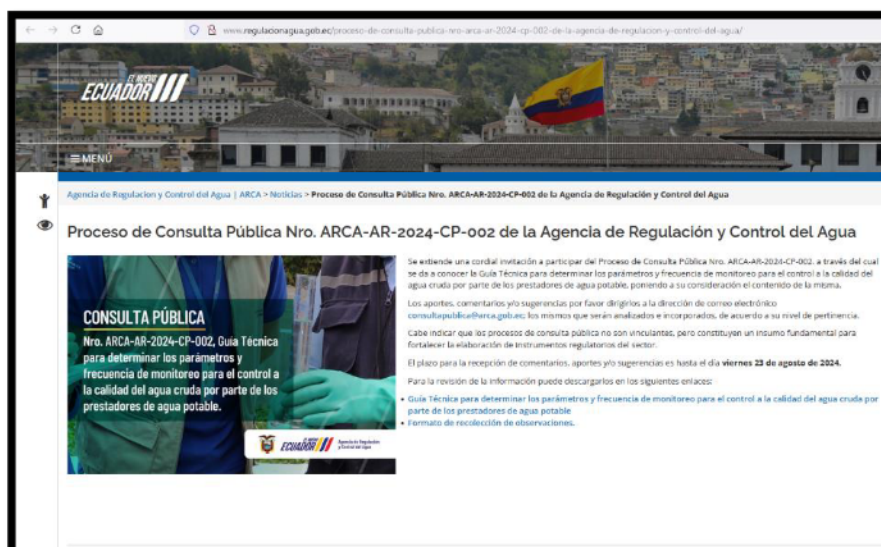 www.regulacionagua.gob.ec/proceso-de-consulta-publica-nro-arca-ar-2024-cp-002-de-la-agencia-de-regulacion-y-control-del-agua/
EL NUEVO
ECUADOR
MENÚ
Agencia de Regulacion y Control del Agua | ARCA > Noticias > Proceso de Consulta Pública Nro. ARCA-AR-2024-CP-002 de la Agencia de Regulación y Control del Agua
Proceso de Consulta Pública Nro. ARCA-AR-2024-CP-002 de la Agencia de Regulación y Control del Agua
CONSULTA PÚBLICA
Nro. ARCA-AR-2024-CP-002, Guía Técnica
para determinar los parámetros y
frecuencia de monitoreo para el control a
la calidad del agua cruda por parte de los
prestadores de agua potable.
EL NUEVO
ECUADOR
Agencia de Regulación
y Control del Agua
Se extiende una cordial invitación a participar del Proceso de Consulta Pública Nro. ARCA-AR-2024-CP-002, a través del cual
se da a conocer la Guía Técnica para determinar los parámetros y frecuencia de monitoreo para el control a la calidad del
agua cruda por parte de los prestadores de agua potable, poniendo a su consideración el contenido de la misma.
Los aportes, comentarios y/o sugerencias por favor dirigirlos a la dirección de correo electrónico
consultapublica@arca.gob.ec; los mismos que serán analizados e incorporados, de acuerdo a su nivel de pertinencia.
Cabe indicar que los procesos de consulta pública no son vinculantes, pero constituyen un insumo fundamental para
fortalecer la elaboración de Instrumentos regulatorios del sector.
El plazo para la recepción de comentarios, aportes y/o sugerencias es hasta el día viernes 23 de agosto de 2024.
Para la revisión de la información puede descargarlos en los siguientes enlaces:
• Guía Técnica para determinar los parámetros y frecuencia de monitoreo para el control a la calidad del agua cruda por
parte de los prestadores de agua potable
• Formato de recolección de observaciones.